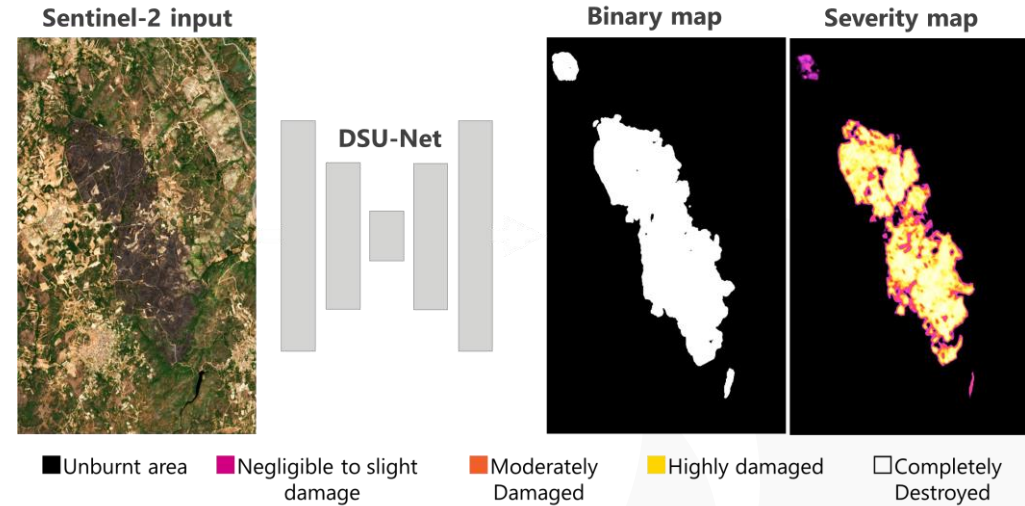 Sentinel-2 input
Binary map
Severity map
DSU-Net
Unburnt area
Negligible to slight
damage
Moderately
Damaged
Highly damaged
Completely
Destroyed